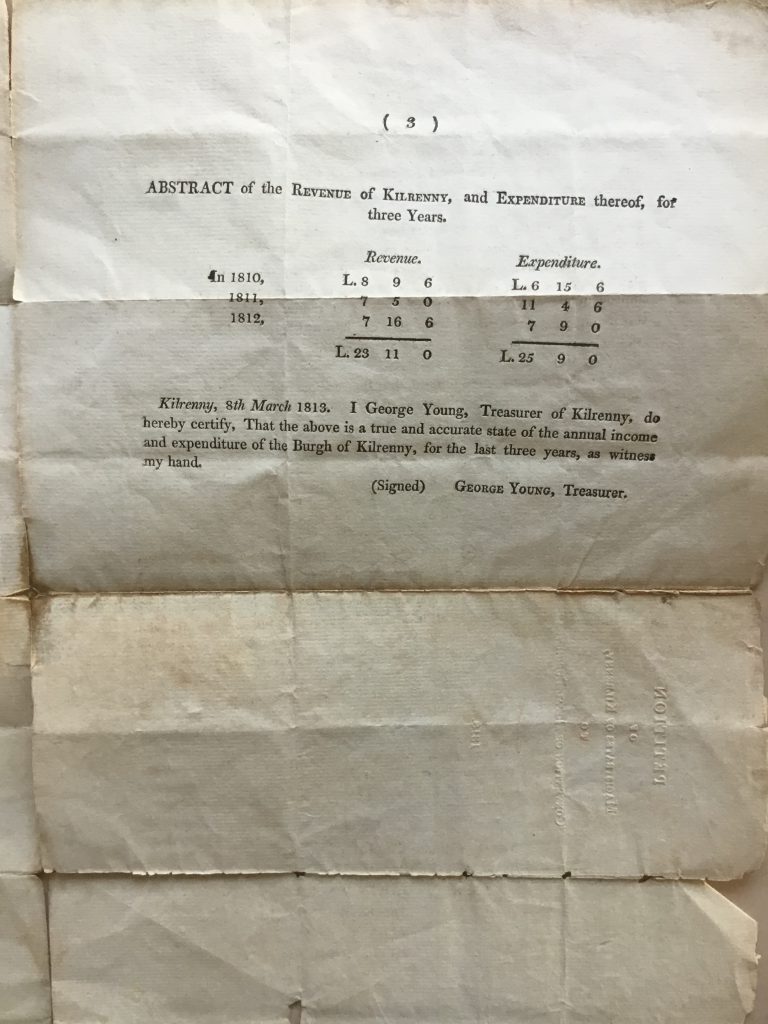 ( 3 )
ABSTRACT of the REVENUE of KILRENNY, and EXPENDITURE thereof, for
three Years.
Revenue. Expenditure.
In 1810, L. 8 9 6 L. 6 15 6
1811, 7 5 0 11 4 6
1812, 7 16 6 7 9 0
L. 23 11 0 L. 25 9 0
Kilrenny, 8th March 1813. I George Young, Treasurer of Kilrenny, do
hereby certify, That the above is a true and accurate state of the annual income
and expenditure of the Burgh of Kilrenny, for the last three years, as witness
my hand.
(Signed) GEORGE YOUNG, Treasurer.
PETITION